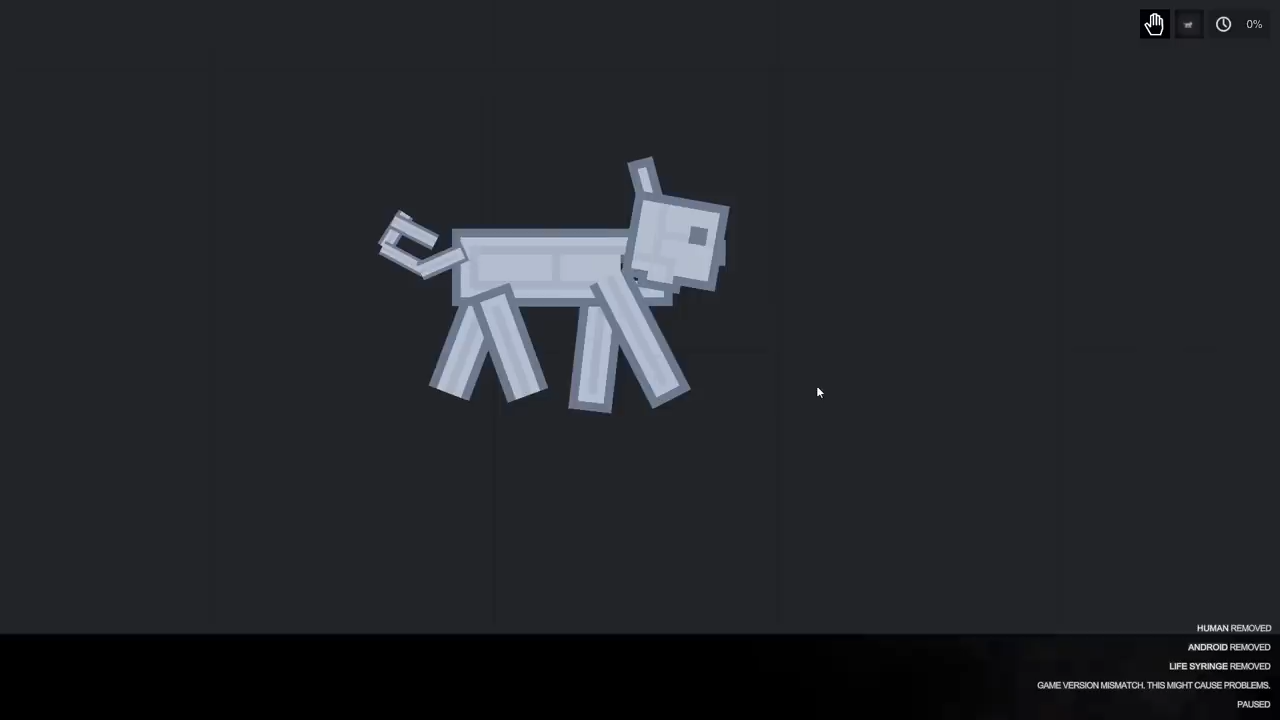 0%
HUMAN REMOVED
ANDROID REMOVED
LIFE SYRINGE REMOVED
GAME VERSION MISMATCH. THIS MIGHT CAUSE PROBLEMS.
PAUSED